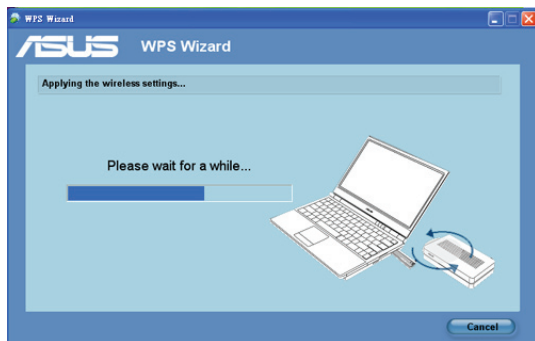 WPS Wizard
ASUS WPS Wizard
Applying the wireless settings...
Please wait for a while...
Cancel